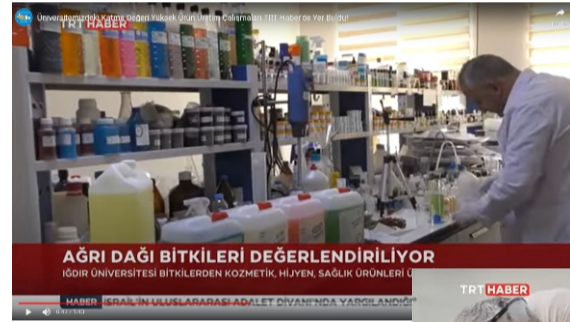 Üniversitemizdeki Katma Değeri Yüksek Ürün Üretim Çalışmaları TRT Haber'de Yer Buldu!
TRT HABER
AĞRI DAĞI BİTKİLERİ DEĞERLENDİRİLİYOR
IĞDIR ÜNİVERSİTESİ BİTKİLERDEN KOZMETİK, HİJYEN, SAĞLIK ÜRÜNLERİ Ü
TRT HABER
HABER İSRAİL'İN ULUSLARARASI ADALET DİVANI'NDA YARGILANDIĞI"